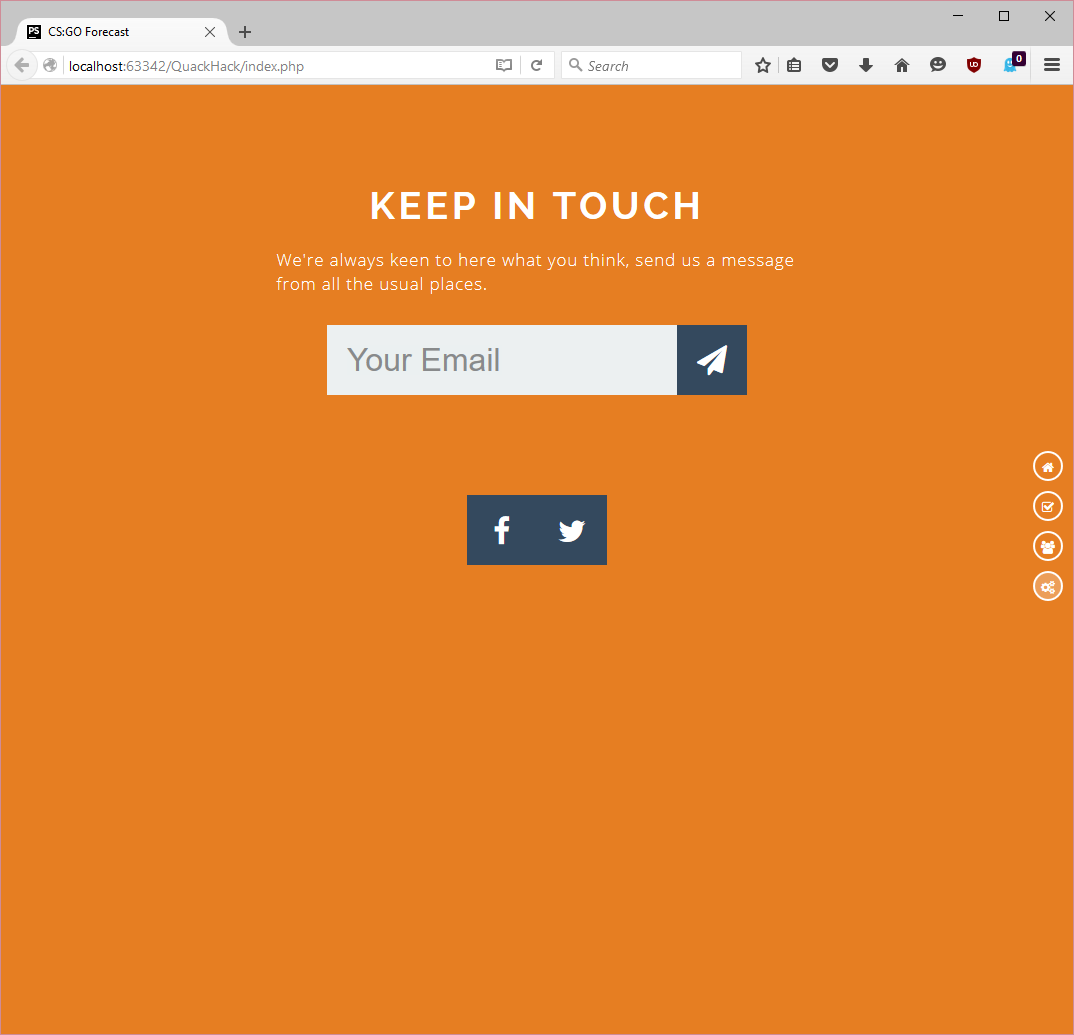 PS CS:GO Forecast
localhost:63342/QuackHack/index.php
Search
UO
0
KEEP IN TOUCH
We're always keen to here what you think, send us a message
from all the usual places.
Your Email